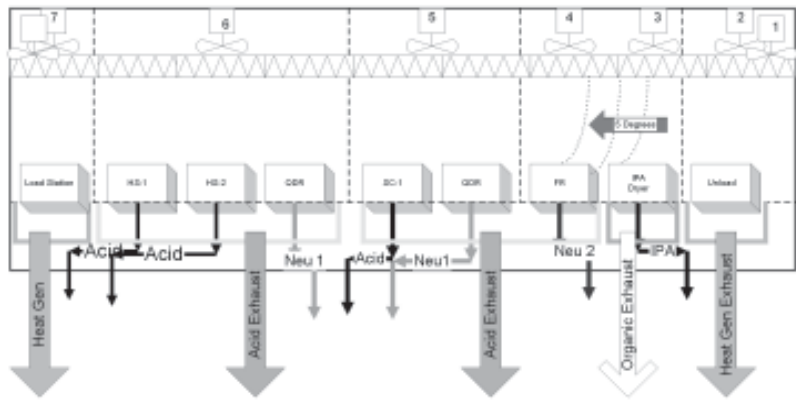 7
6
5
4
3
2
1
5 Degrees
Load Station
HS-1
HS-2
QDR
SC-1
QDR
FR
IPA
Dryer
Unload
Acid
Acid
Neu 1
Acid
Neu1
Neu 2
IPA
Heat Gen
Acid Exhaust
Acid Exhaust
Organic Exhaust
Heat Gen Exhaust